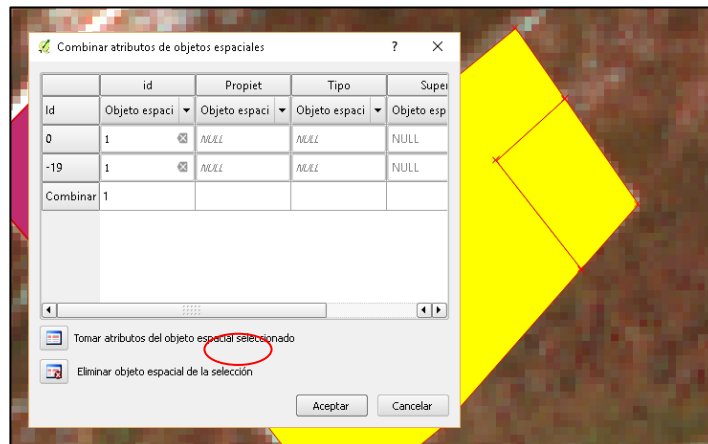 Combinar atributos de objetos espaciales ? ×
id Propiet Tipo Super
Id Objeto espaci Objeto espaci Objeto espaci Objeto esp
0 1 NULL NULL NULL
-19 1 NULL NULL NULL
Combinar 1
Tomar atributos del objeto espacial seleccionado
Eliminar objeto espacial de la selección
Aceptar Cancelar